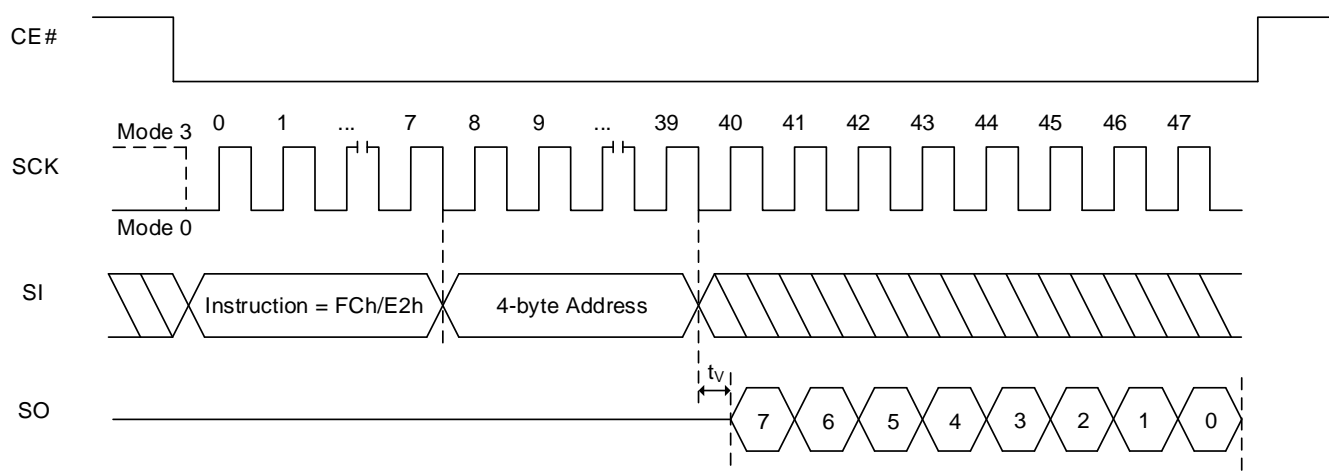 CE#
Mode 3 0 1 ... 7 8 9 ... 39 40 41 42 43 44 45 46 47
SCK
Mode 0
SI Instruction = FCh/E2h 4-byte Address
tV
SO 7 6 5 4 3 2 1 0